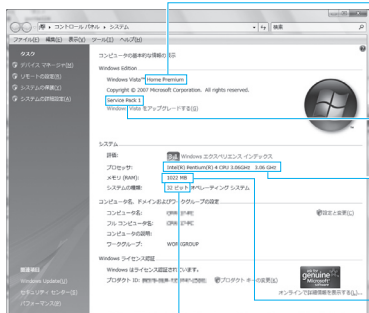 コントロール パネル ▸ システム
検索
ファイル(F) 編集(E) 表示(V) ツール(T) ヘルプ(H)
タスク
デバイス マネージャ(M)
リモートの設定(R)
システムの保護(S)
システムの詳細設定(A)
コンピュータの基本的な情報の表示
Windows Edition
Windows Vista™ Home Premium
Copyright © 2007 Microsoft Corporation. All rights reserved.
Service Pack 1
Windows Vista をアップグレードする(G)
システム
評価: Windows エクスペリエンス インデックス
プロセッサ: Intel(R) Pentium(R) 4 CPU 3.06GHz 3.06 GHz
メモリ (RAM): 1022 MB
システムの種類: 32 ビット オペレーティング システム
コンピュータ名、ドメインおよびワークグループの設定
コンピュータ名:
設定と変更(C)
フル コンピュータ名:
コンピュータの説明:
ワークグループ: WORKGROUP
Windows ライセンス認証
Windows はライセンス認証されています。
プロダクト ID:
プロダクト キーの変更(K)
genuine
Microsoft
オンラインで詳細情報を表示する(L)...
関連項目
Windows Update(U)
セキュリティ センター(E)
パフォーマンス(P)